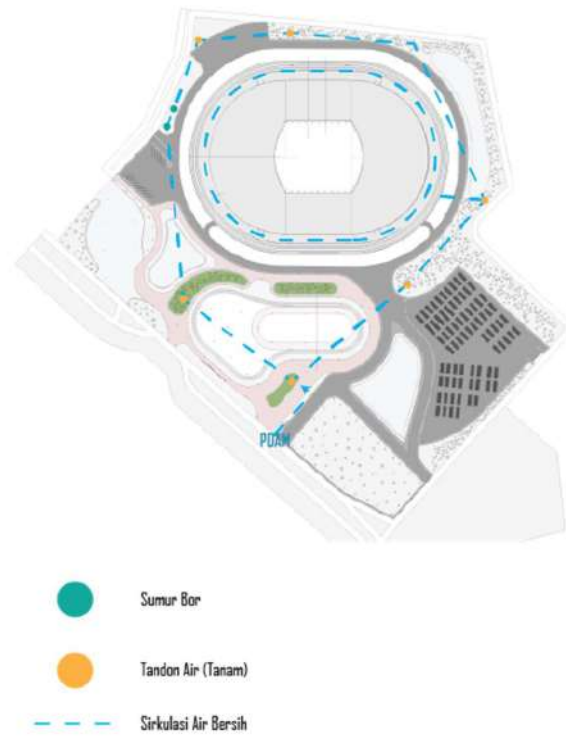 PDAM
Sumur Bor
Tandon Air (Tanam)
Sirkulasi Air Bersih